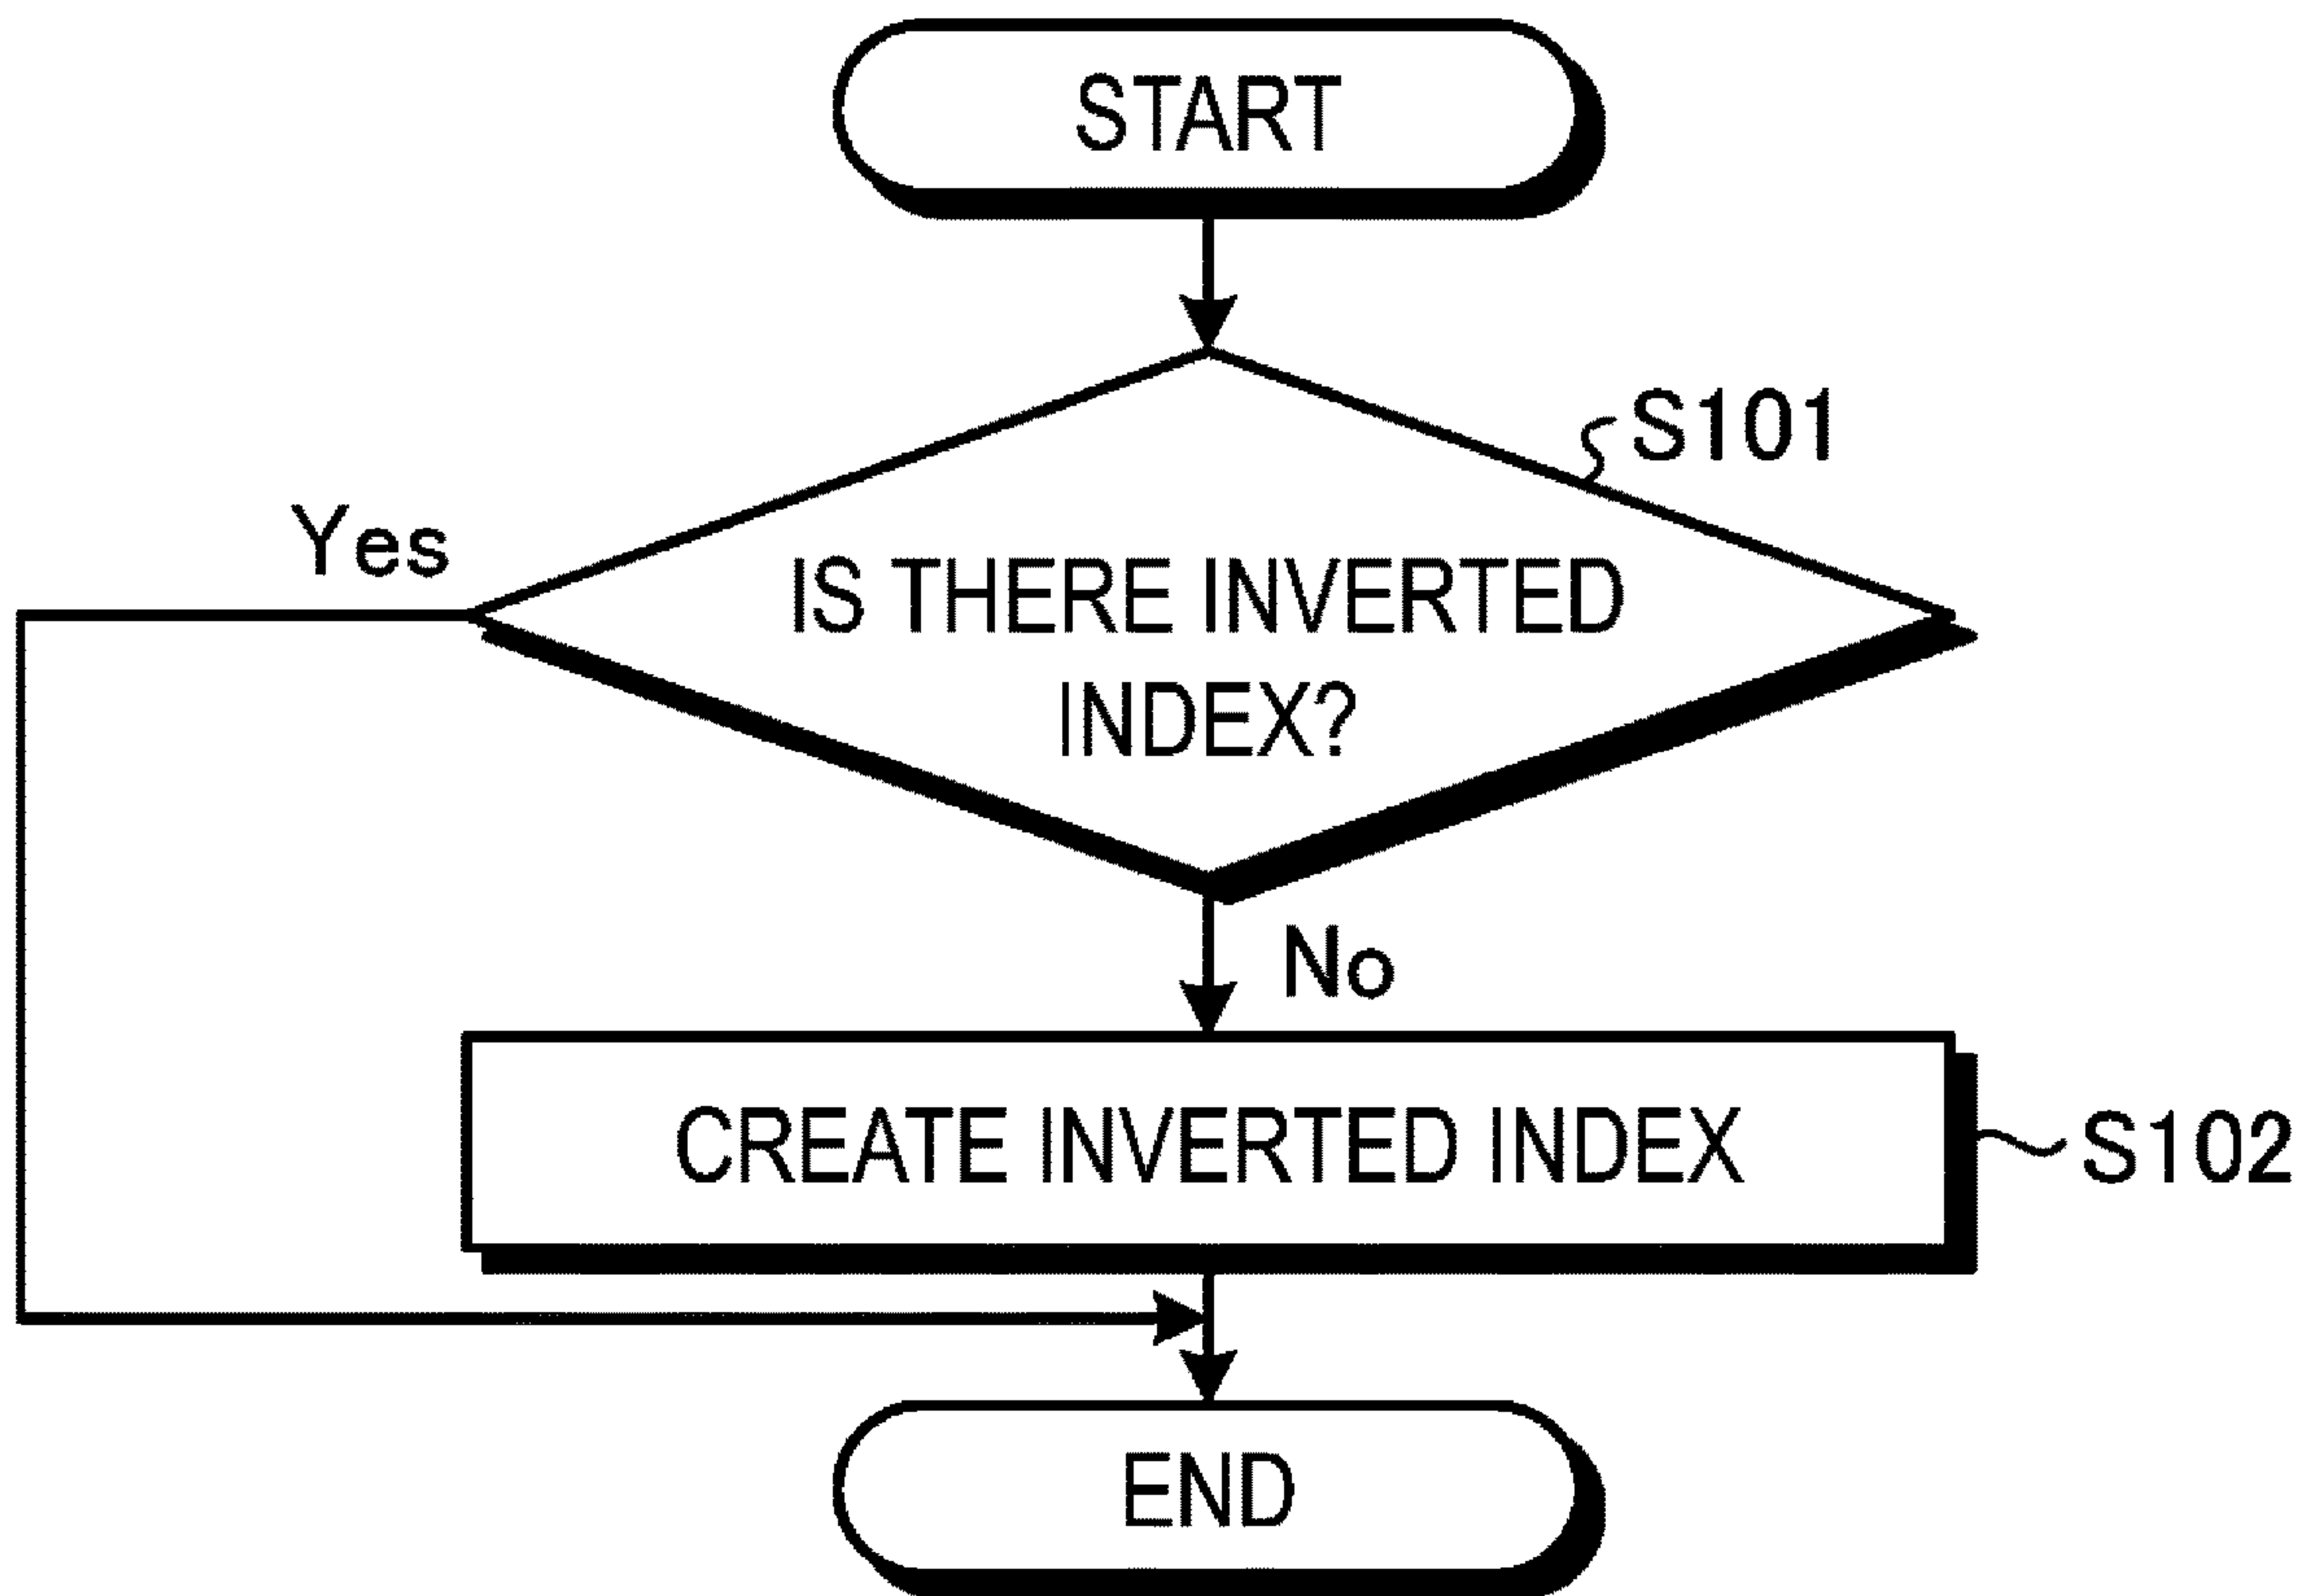 START
S101
Yes
IS THERE INVERTED
INDEX?
No
CREATE INVERTED INDEX
S102
END